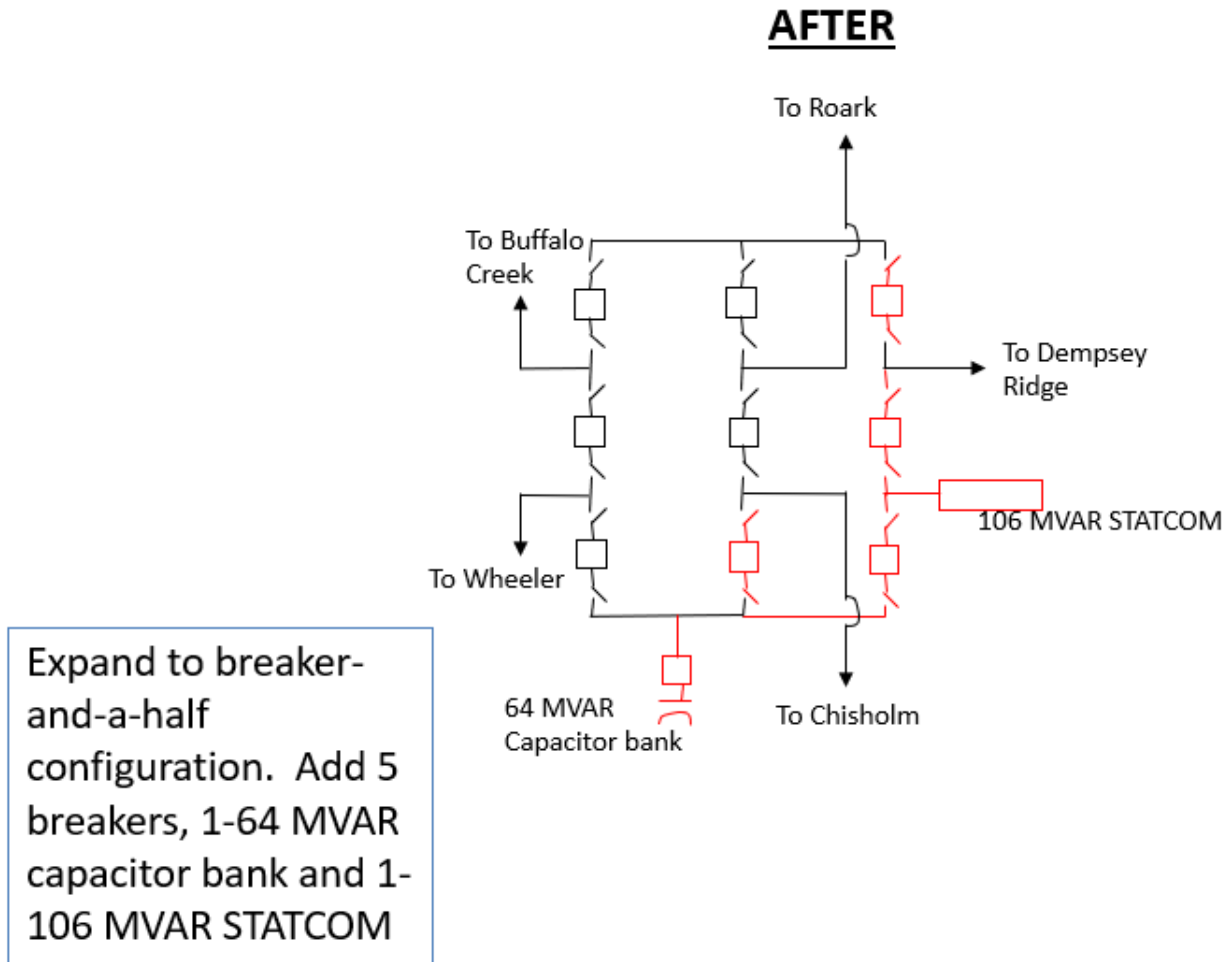 AFTER
To Roark
To Buffalo
Creek
To Dempsey
Ridge
106 MVAR STATCOM
To Wheeler
64 MVAR
Capacitor bank
To Chisholm
Expand to breaker-
and-a-half
configuration.  Add 5
breakers, 1-64 MVAR
capacitor bank and 1-
106 MVAR STATCOM